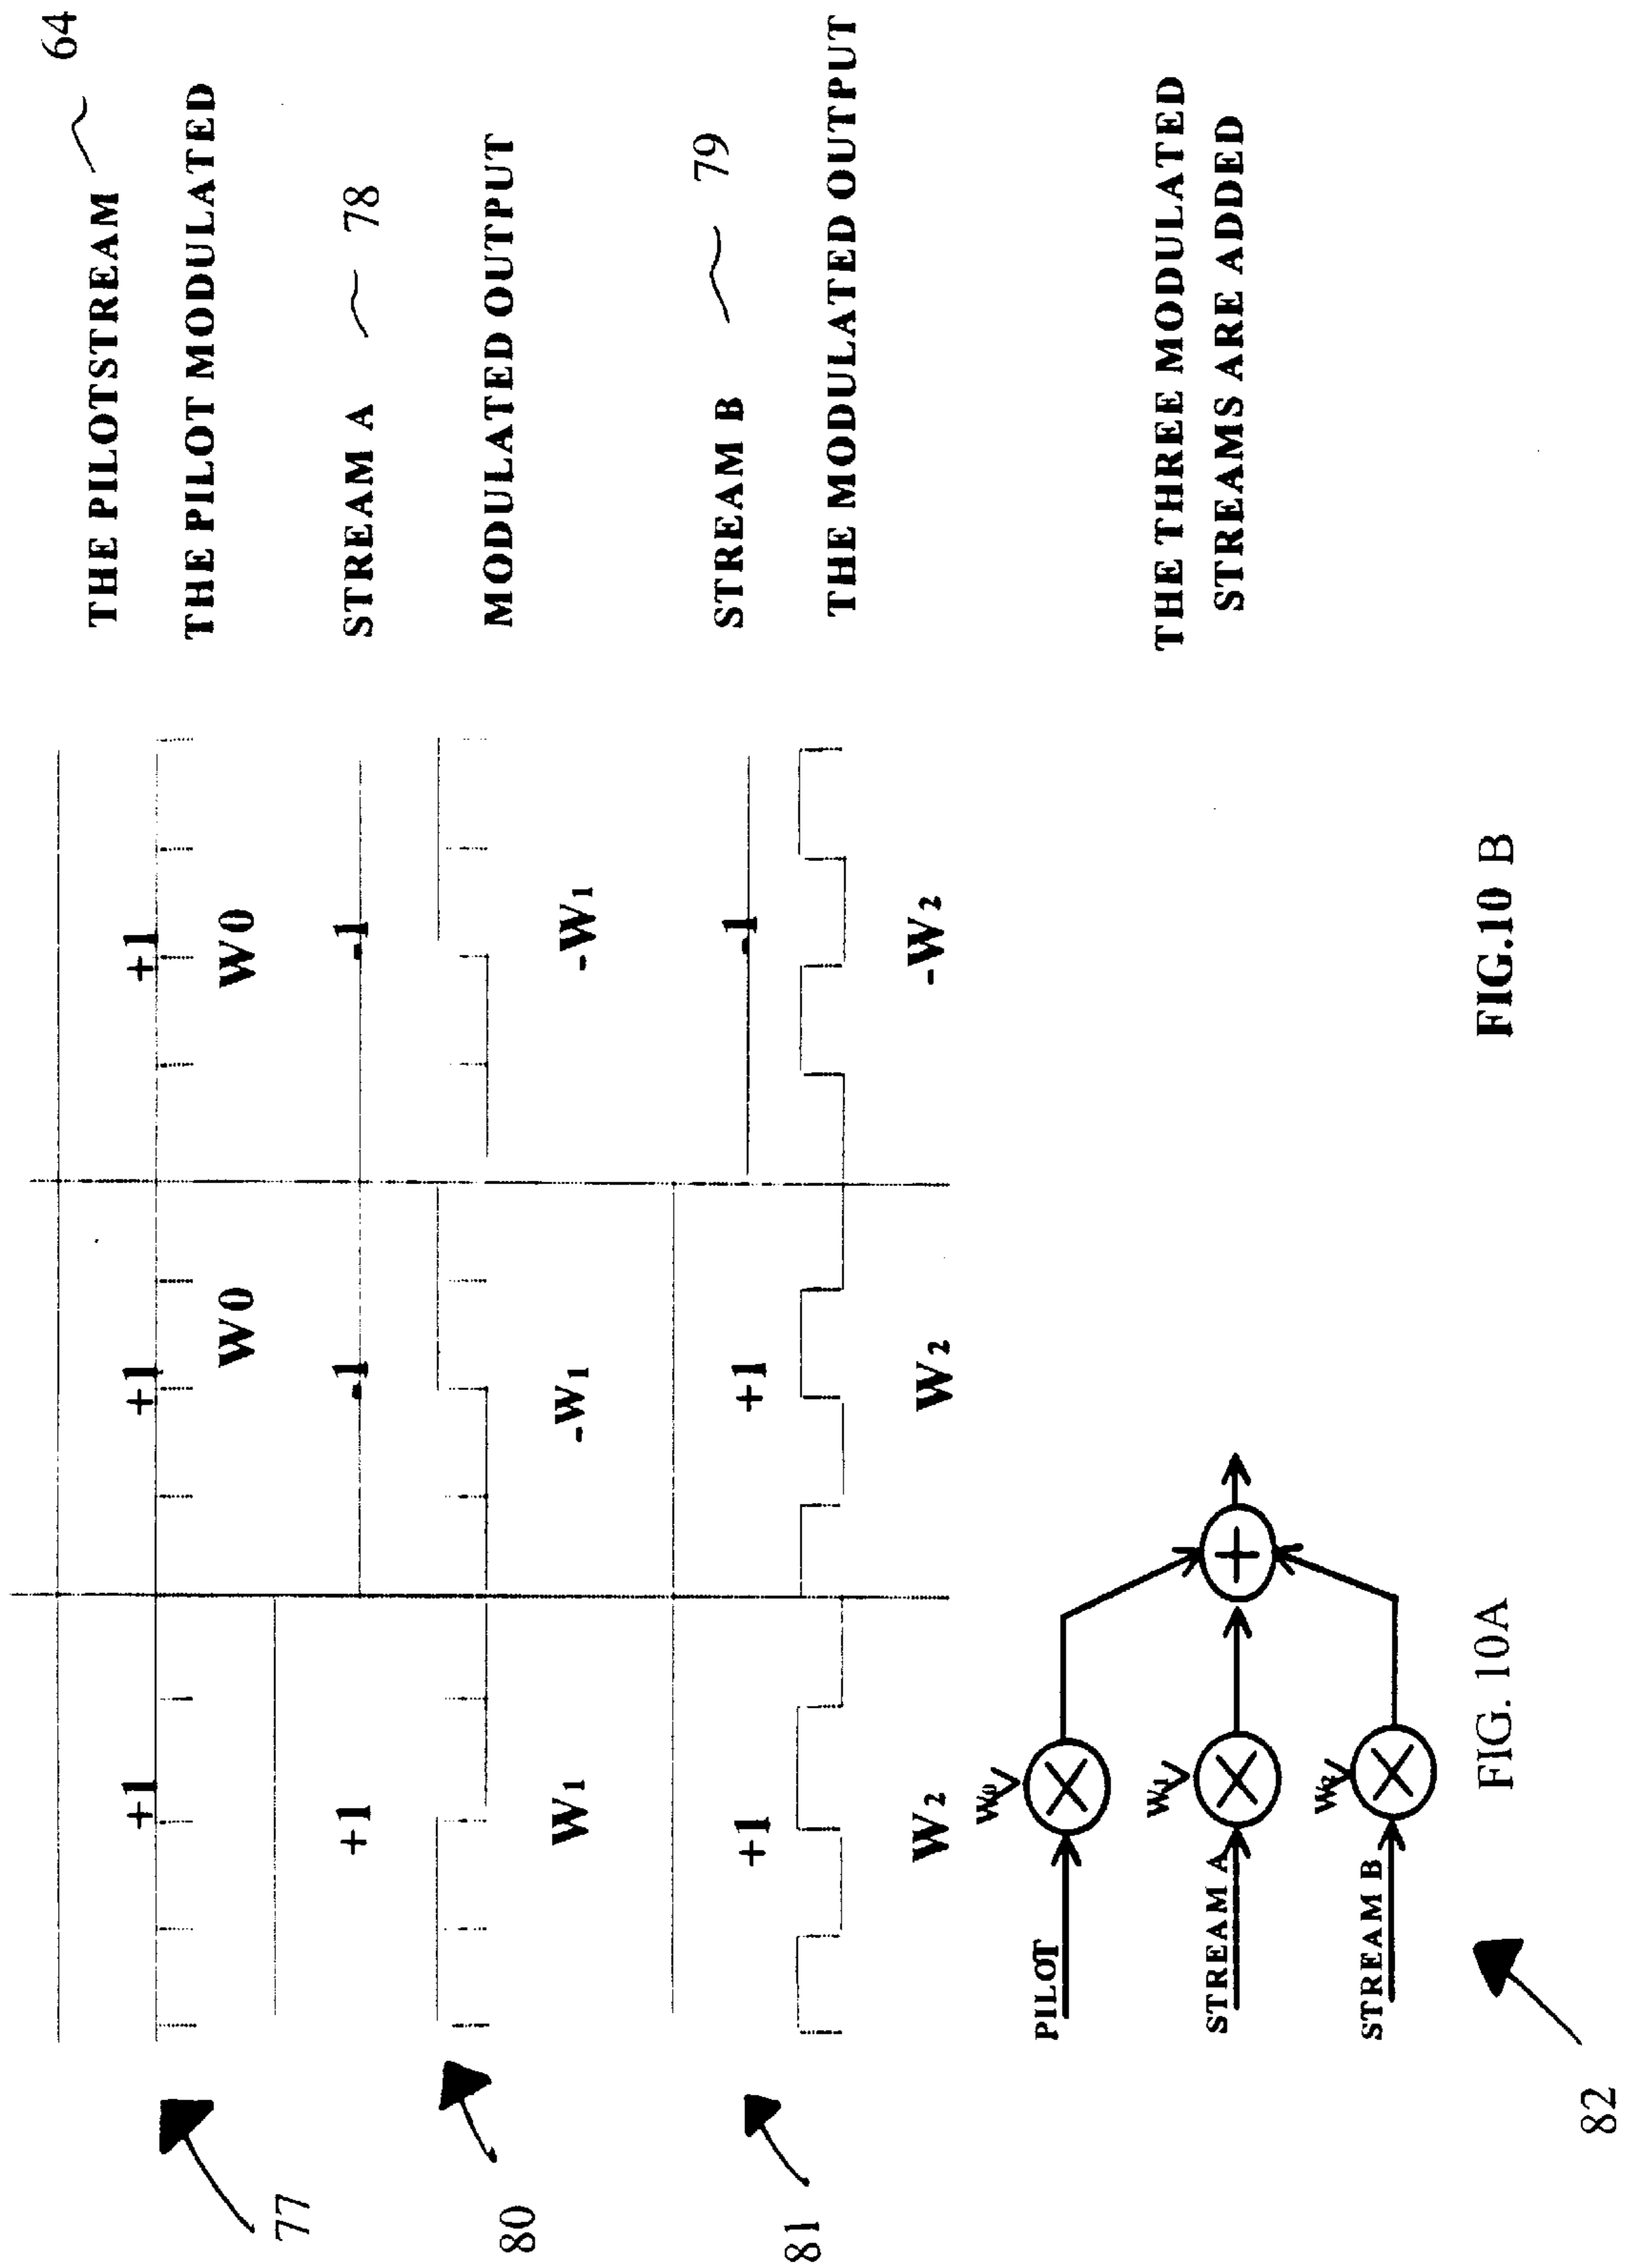 THE PILOTSTREAM 64
+1 +1 +1
THE PILOT MODULATED
W0 W0
+1 -1 -1
STREAM A 78
MODULATED OUTPUT
W1 -W1 -W1
+1 +1 -1
STREAM B 79
THE MODULATED OUTPUT
W2 W2 -W2
77
80
81
PILOT
W0
STREAM A
W1
STREAM B
W2
THE THREE MODULATED
STREAMS ARE ADDED
82
FIG. 10A
FIG.10 B